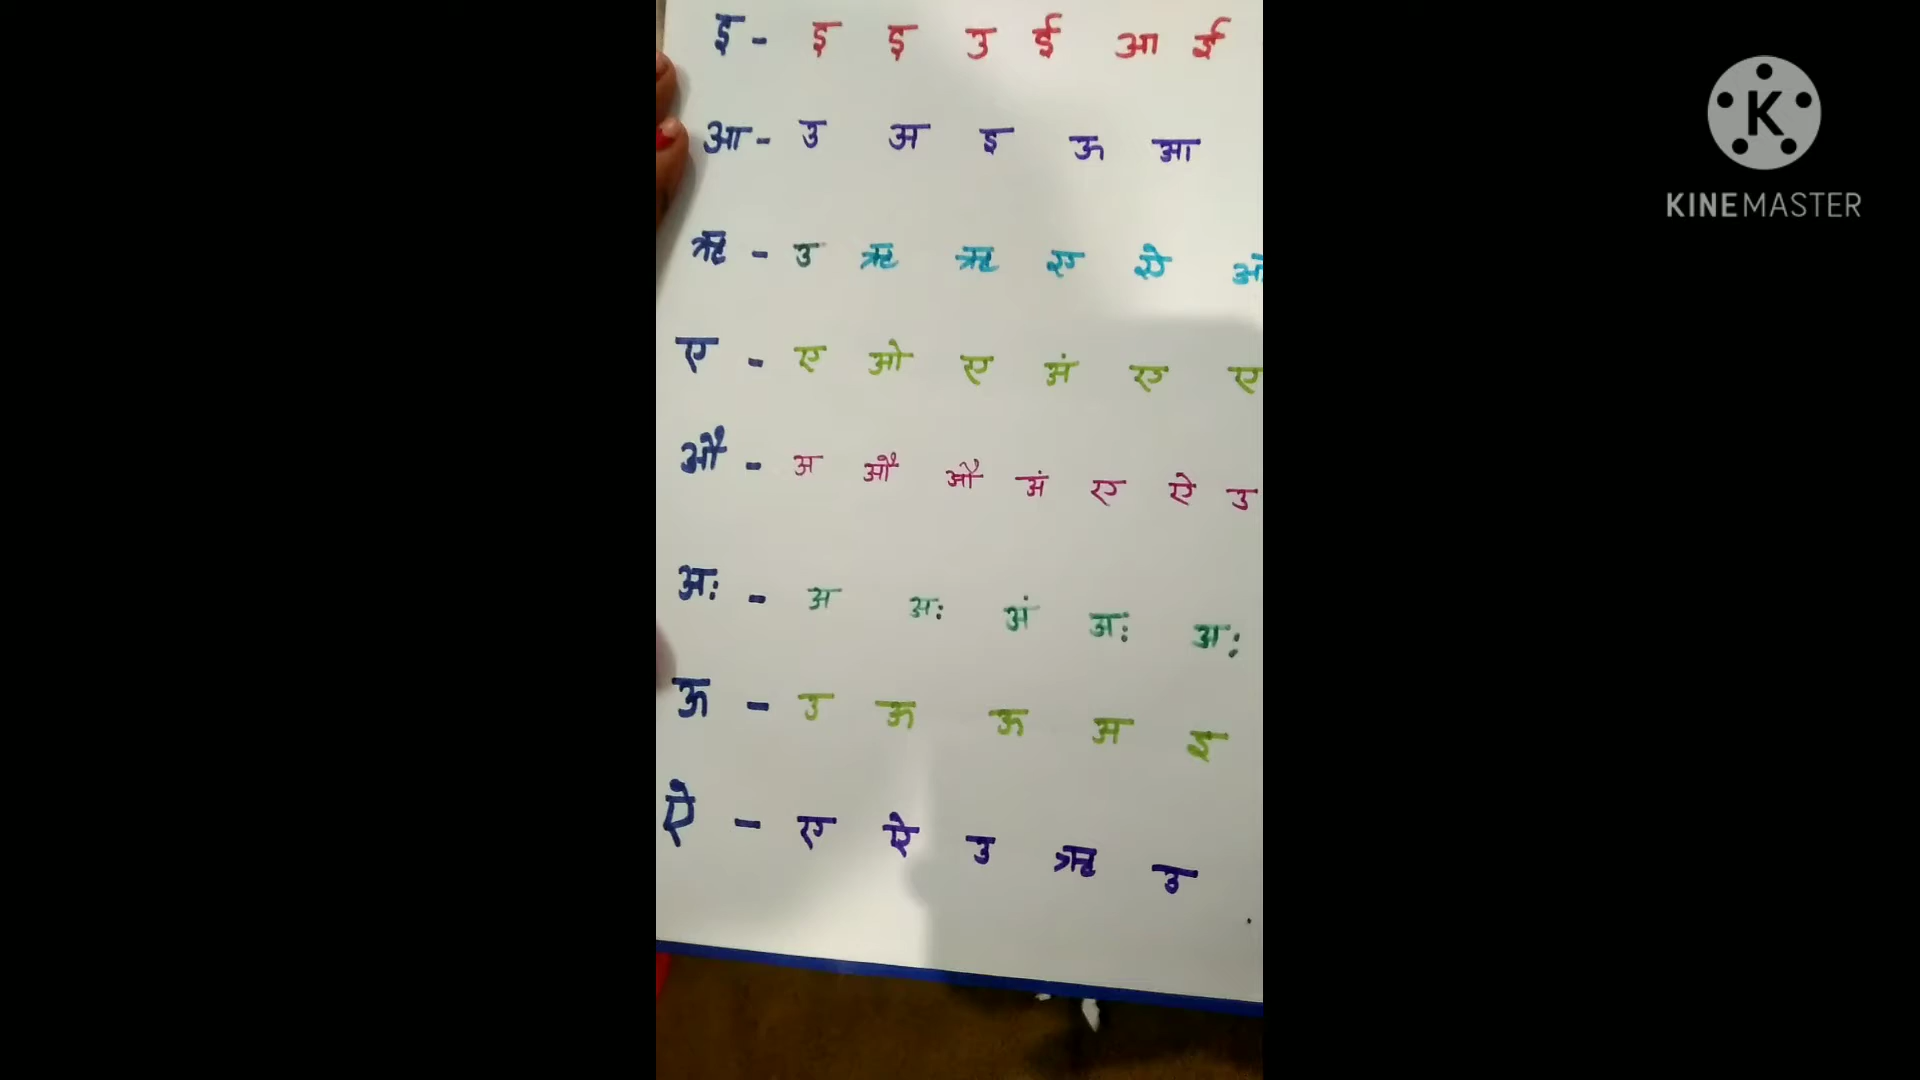 इ - इ इ उ ई आ ई
आ - उ अ इ ऊ आ
ऋ - उ ऋ ऋ ए ऐ ओ
ए - ए ओ ए अं ए ए
औ - अ औ औ अं ए ऐ उ
अः - अ अः अं अः अः
ऊ - उ ऊ ऊ अ इ
ऐ - ए ऐ उ ऋ उ
K
KINEMASTER